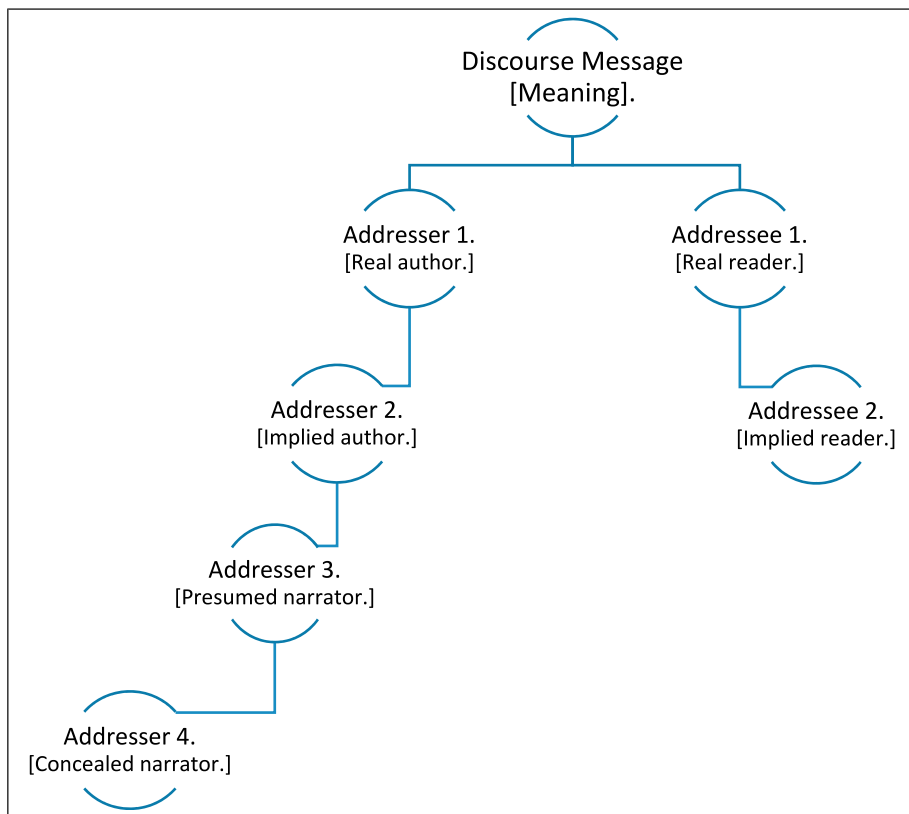 Discourse Message
[Meaning].
Addresser 1.
[Real author.]
Addressee 1.
[Real reader.]
Addresser 2.
[Implied author.]
Addressee 2.
[Implied reader.]
Addresser 3.
[Presumed narrator.]
Addresser 4.
[Concealed narrator.]